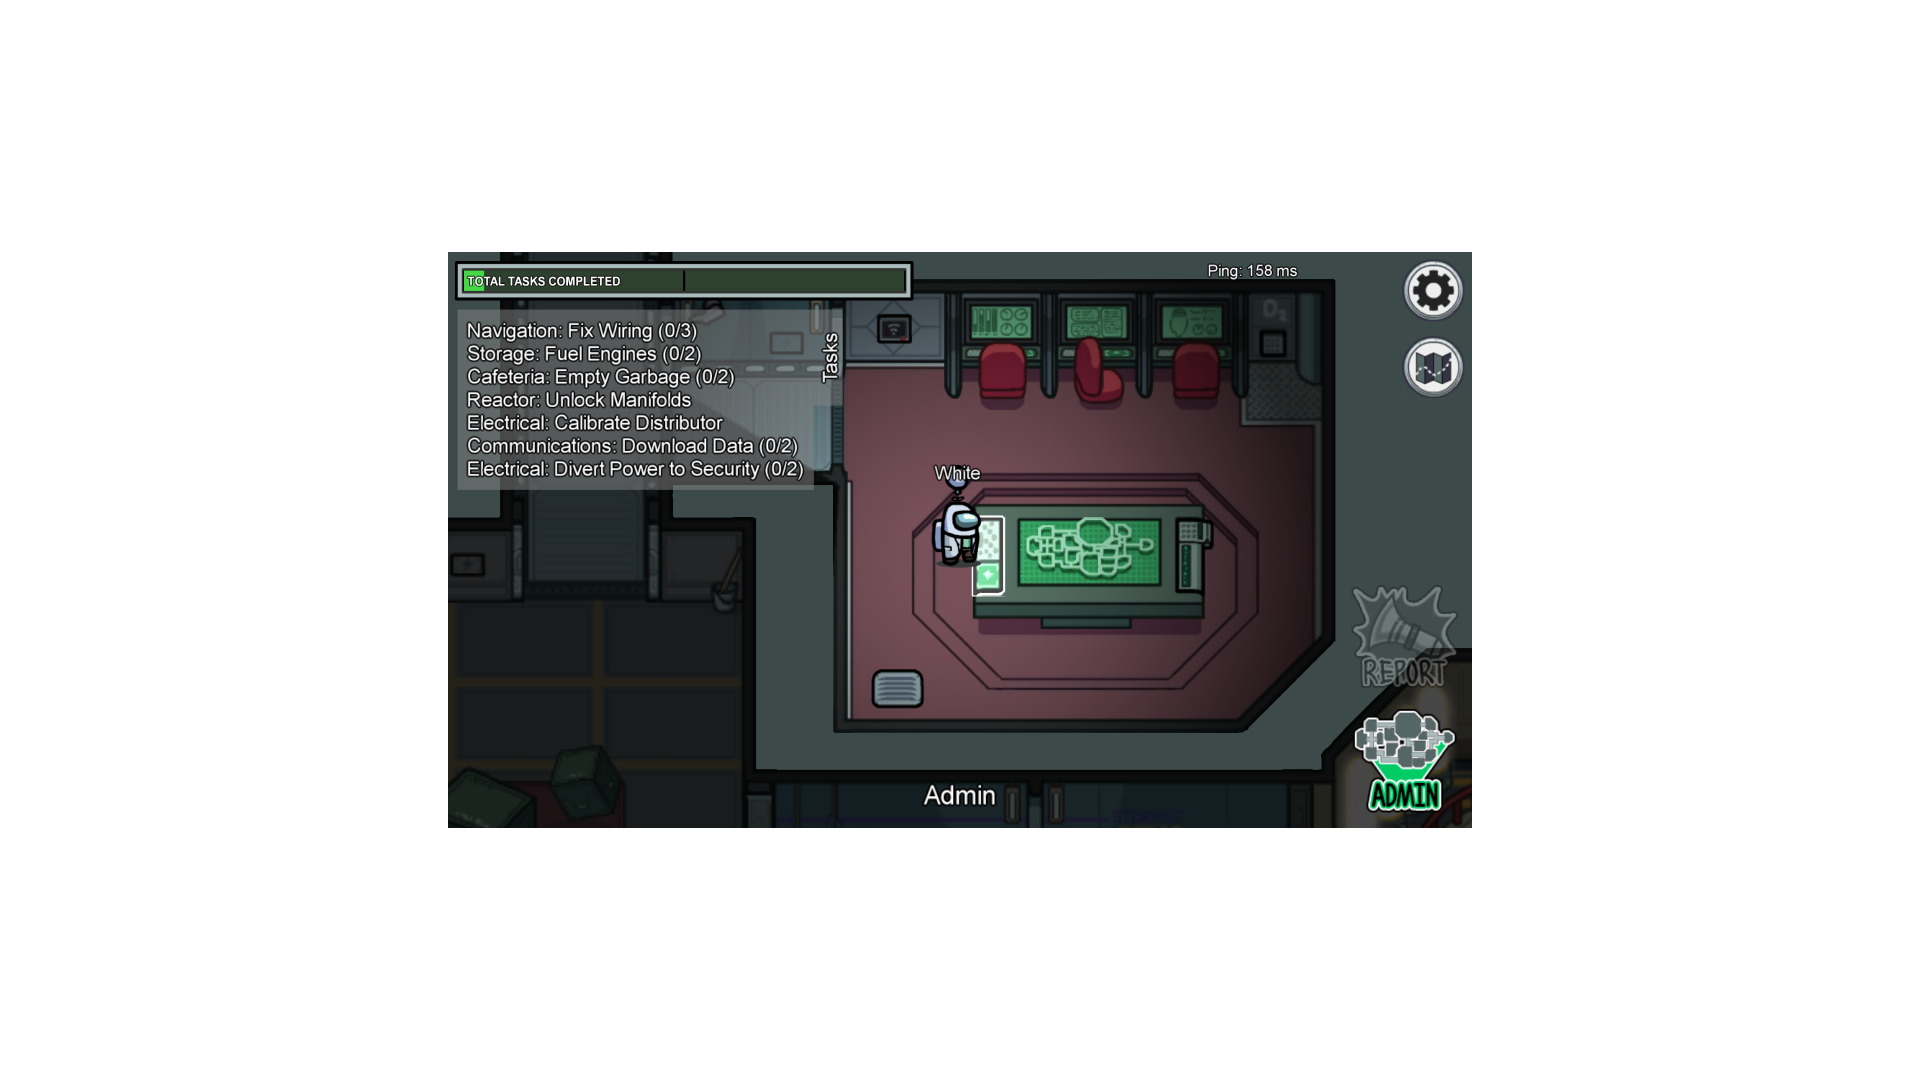 Ping: 158 ms
TOTAL TASKS COMPLETED
Navigation: Fix Wiring (0/3)
Storage: Fuel Engines (0/2)
Cafeteria: Empty Garbage (0/2)
Reactor: Unlock Manifolds
Electrical: Calibrate Distributor
Communications: Download Data (0/2)
Electrical: Divert Power to Security (0/2)
Tasks
O2
White
REPORT
ADMIN
Admin
STORAGE